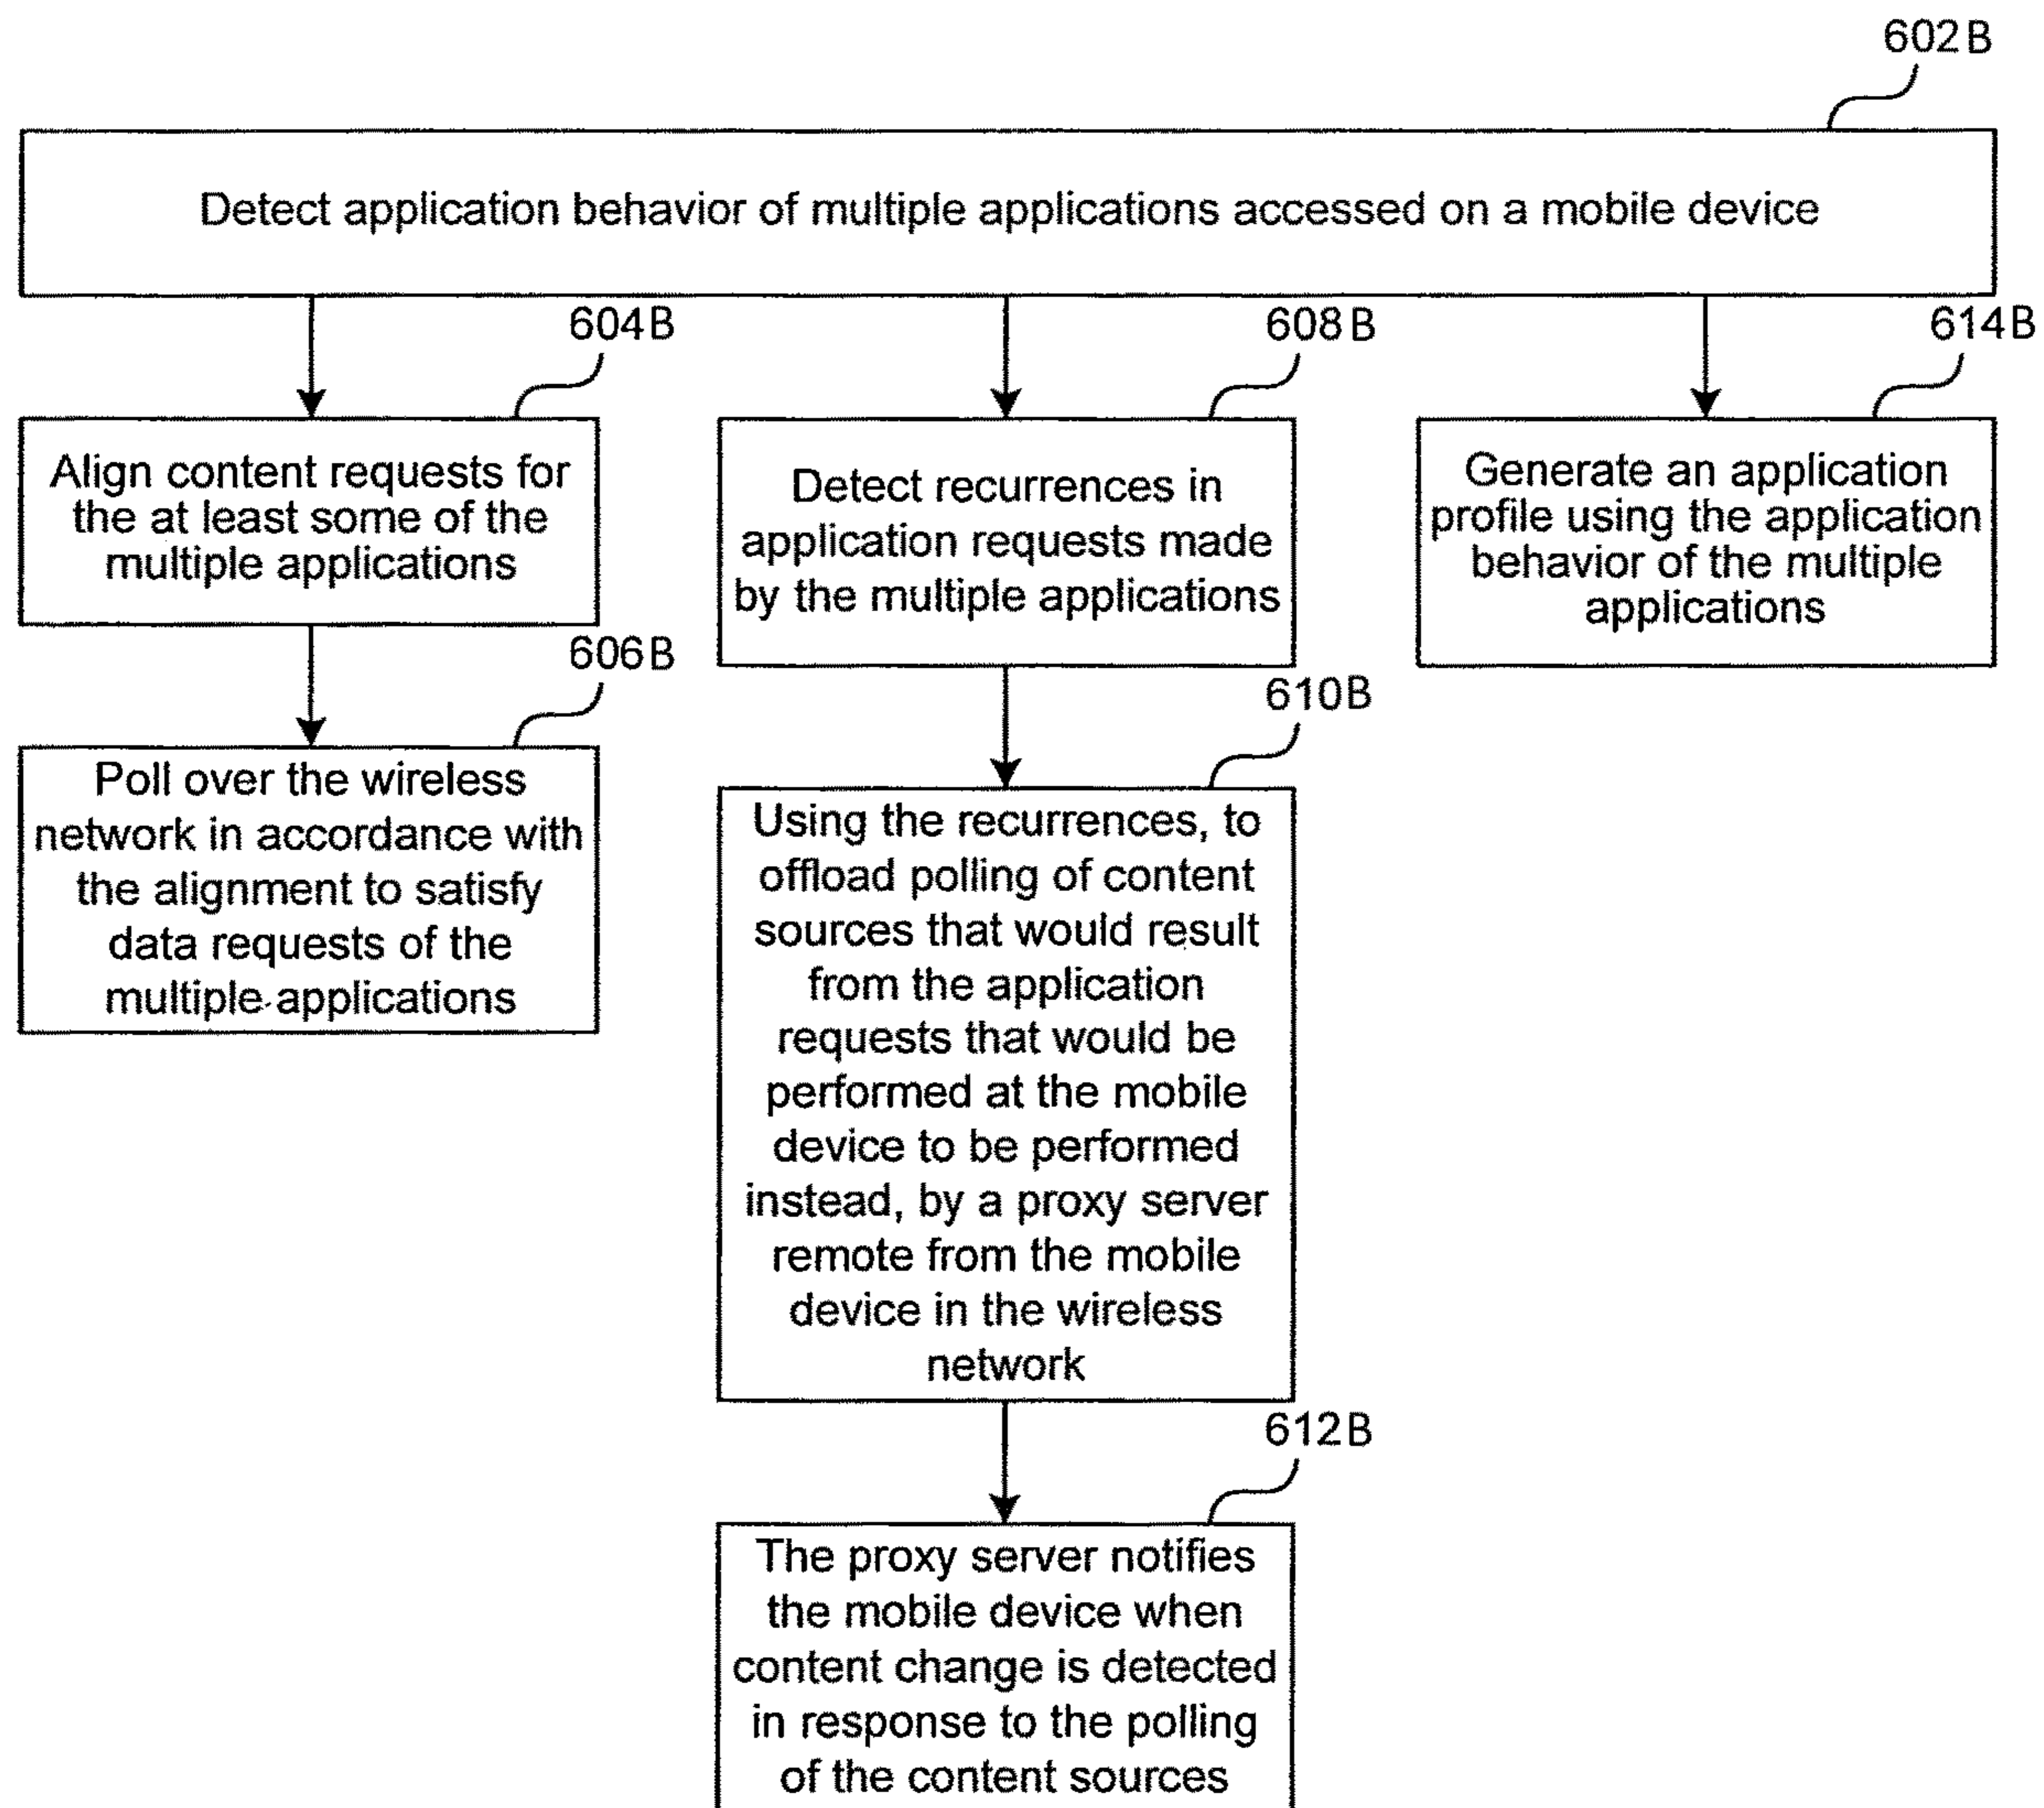 602B
Detect application behavior of multiple applications accessed on a mobile device
604B
Align content requests for
the at least some of the
multiple applications
606B
Poll over the wireless
network in accordance with
the alignment to satisfy
data requests of the
multiple applications
608B
Detect recurrences in
application requests made
by the multiple applications
610B
Using the recurrences, to
offload polling of content
sources that would result
from the application
requests that would be
performed at the mobile
device to be performed
instead, by a proxy server
remote from the mobile
device in the wireless
network
612B
The proxy server notifies
the mobile device when
content change is detected
in response to the polling
of the content sources
614B
Generate an application
profile using the application
behavior of the multiple
applications